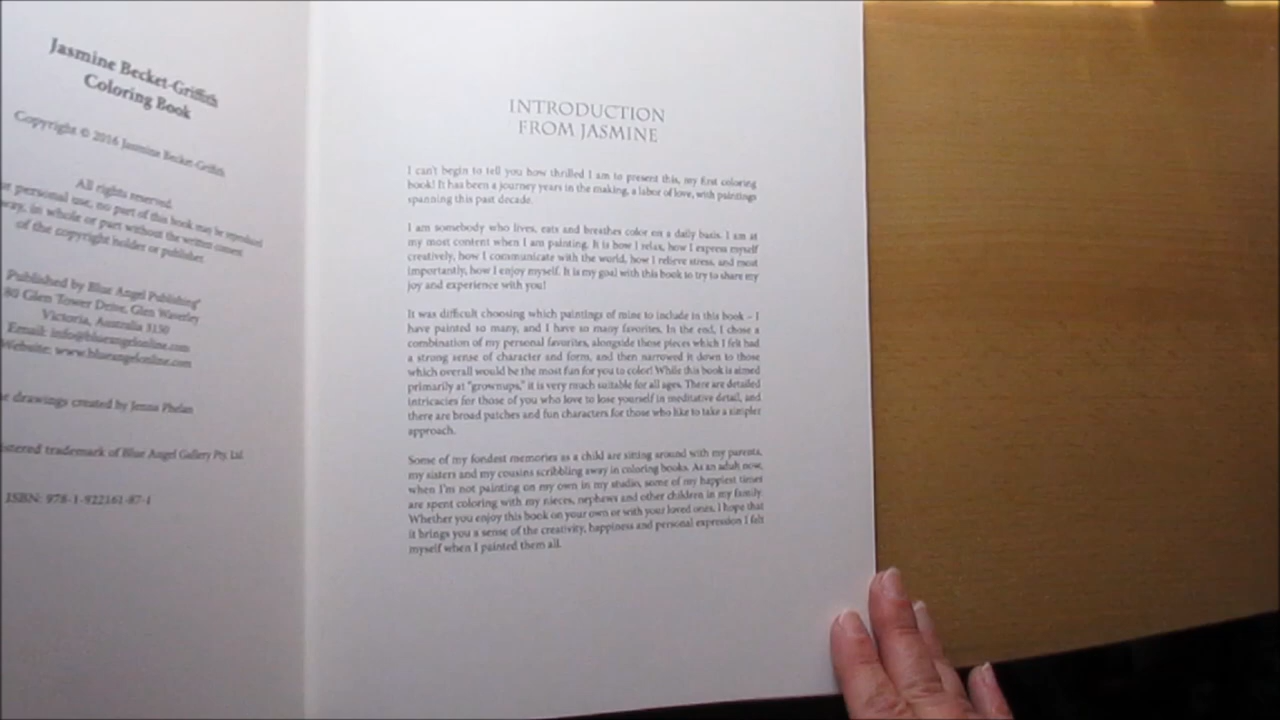 Jasmine Becket-Griffith
Coloring Book
Copyright © 2016 Jasmine Becket-Griffith
All rights reserved.
personal use, no part of this book may be reproduced
way, in whole or part without the written consent
of the copyright holder or publisher.
Published by Blue Angel Publishing®
80 Glen Tower Drive, Glen Waverley
Victoria, Australia 3150
Email: info@blueangelonline.com
Website: www.blueangelonline.com
drawings created by Jenna Phelan
trademark of Blue Angel Gallery Pty. Ltd.
ISBN: 978-1-922161-87-1
INTRODUCTION
FROM JASMINE
I can't begin to tell you how thrilled I am to present this, my first coloring
book! It has been a journey years in the making, a labor of love, with paintings
spanning this past decade.
I am somebody who lives, eats and breathes color on a daily basis. I am at
my most content when I am painting. It is how I relax, how I express myself
creatively, how I communicate with the world, how I relieve stress, and most
importantly, how I enjoy myself. It is my goal with this book to try to share my
joy and experience with you!
It was difficult choosing which paintings of mine to include in this book – I
have painted so many, and I have so many favorites. In the end, I chose a
combination of my personal favorites, alongside those pieces which I felt had
a strong sense of character and form, and then narrowed it down to those
which overall would be the most fun for you to color! While this book is aimed
primarily at "grownups," it is very much suitable for all ages. There are detailed
intricacies for those of you who love to lose yourself in meditative detail, and
there are broad patches and fun characters for those who like to take a simpler
approach.
Some of my fondest memories as a child are sitting around with my parents,
my sisters and my cousins scribbling away in coloring books. As an adult now,
when I'm not painting on my own in my studio, some of my happiest times
are spent coloring with my nieces, nephews and other children in my family.
Whether you enjoy this book on your own or with your loved ones, I hope that
it brings you a sense of the creativity, happiness and personal expression I felt
myself when I painted them all.